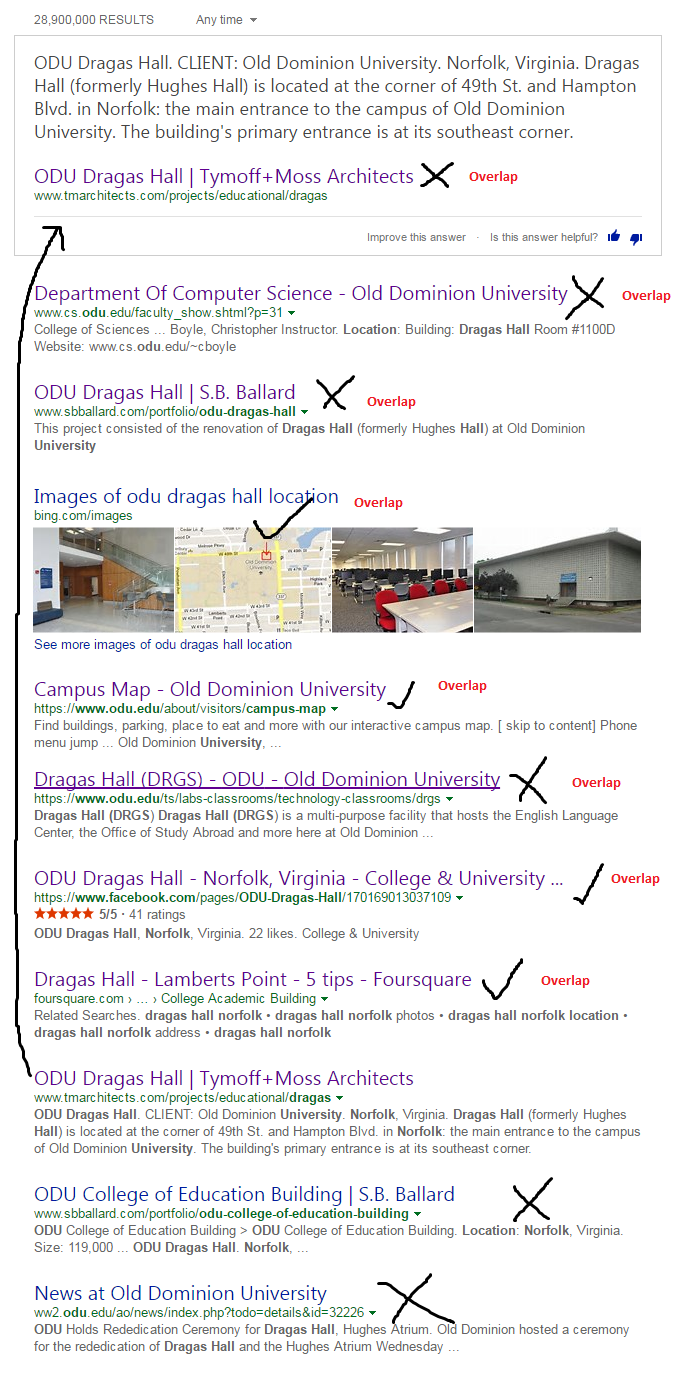 28,900,000 RESULTS Any time
ODU Dragas Hall. CLIENT: Old Dominion University. Norfolk, Virginia. Dragas
Hall (formerly Hughes Hall) is located at the corner of 49th St. and Hampton
Blvd. in Norfolk: the main entrance to the campus of Old Dominion
University. The building's primary entrance is at its southeast corner.
ODU Dragas Hall | Tymoff+Moss Architects Overlap
www.tmarchitects.com/projects/educational/dragas
Improve this answer · Is this answer helpful?
Department Of Computer Science - Old Dominion University Overlap
www.cs.odu.edu/faculty_show.shtml?p=31
College of Sciences ... Boyle, Christopher Instructor. Location: Building: Dragas Hall Room #1100D
Website: www.cs.odu.edu/~cboyle
ODU Dragas Hall | S.B. Ballard Overlap
www.sbballard.com/portfolio/odu-dragas-hall
This project consisted of the renovation of Dragas Hall (formerly Hughes Hall) at Old Dominion
University
Images of odu dragas hall location Overlap
bing.com/images
W 49th St
W 48th St
Old Dominion
University
Highland
Park
W 43rd St
Lamberts
Point
W 43rd St
W 42nd St
W 41st St
See more images of odu dragas hall location
Campus Map - Old Dominion University Overlap
https://www.odu.edu/about/visitors/campus-map
Find buildings, parking, place to eat and more with our interactive campus map. [ skip to content] Phone
menu jump ... Old Dominion University, ...
Dragas Hall (DRGS) - ODU - Old Dominion University Overlap
https://www.odu.edu/ts/labs-classrooms/technology-classrooms/drgs
Dragas Hall (DRGS) Dragas Hall (DRGS) is a multi-purpose facility that hosts the English Language
Center, the Office of Study Abroad and more here at Old Dominion ...
ODU Dragas Hall - Norfolk, Virginia - College & University ... Overlap
https://www.facebook.com/pages/ODU-Dragas-Hall/170169013037109
5/5 · 41 ratings
ODU Dragas Hall, Norfolk, Virginia. 22 likes. College & University
Dragas Hall - Lamberts Point - 5 tips - Foursquare Overlap
foursquare.com › ... › College Academic Building
Related Searches. dragas hall norfolk • dragas hall norfolk photos • dragas hall norfolk location •
dragas hall norfolk address • dragas hall norfolk
ODU Dragas Hall | Tymoff+Moss Architects
www.tmarchitects.com/projects/educational/dragas
ODU Dragas Hall. CLIENT: Old Dominion University. Norfolk, Virginia. Dragas Hall (formerly Hughes
Hall) is located at the corner of 49th St. and Hampton Blvd. in Norfolk: the main entrance to the campus
of Old Dominion University. The building's primary entrance is at its southeast corner.
ODU College of Education Building | S.B. Ballard
www.sbballard.com/portfolio/odu-college-of-education-building
ODU College of Education Building > ODU College of Education Building. Location: Norfolk, Virginia.
Size: 119,000 ... ODU Dragas Hall. Norfolk, ...
News at Old Dominion University
ww2.odu.edu/ao/news/index.php?todo=details&id=32226
ODU Holds Rededication Ceremony for Dragas Hall, Hughes Atrium. Old Dominion hosted a ceremony
for the rededication of Dragas Hall and the Hughes Atrium Wednesday ...